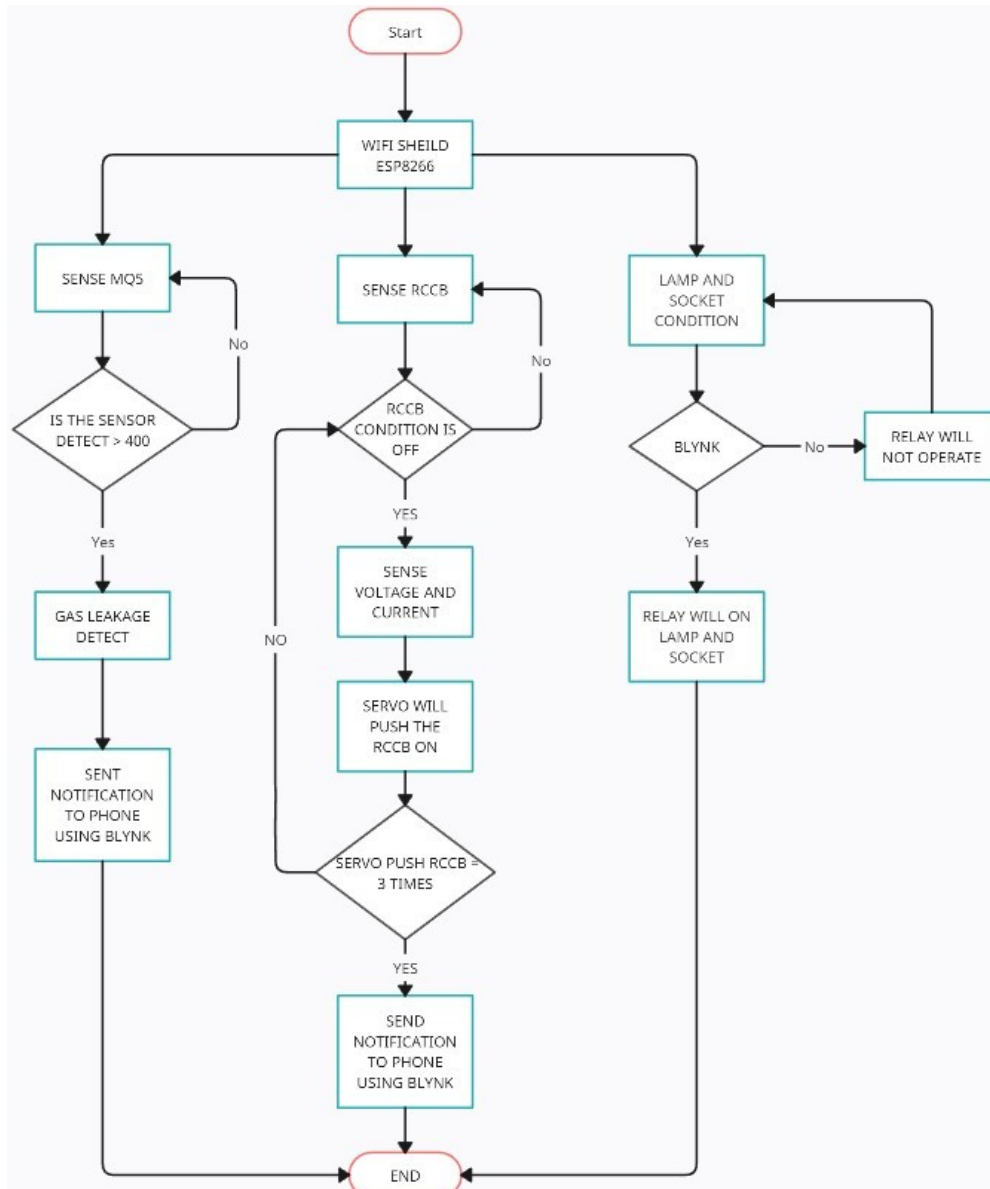 Start
WIFI SHEILD
ESP8266
SENSE MQ5
No
IS THE SENSOR
DETECT > 400
Yes
GAS LEAKAGE
DETECT
SENT
NOTIFICATION
TO PHONE
USING BLYNK
SENSE RCCB
No
RCCB
CONDITION IS
OFF
YES
SENSE
VOLTAGE AND
CURRENT
SERVO WILL
PUSH THE
RCCB ON
NO
SERVO PUSH RCCB =
3 TIMES
YES
SEND
NOTIFICATION
TO PHONE
USING BLYNK
LAMP AND
SOCKET
CONDITION
BLYNK
No
RELAY WILL
NOT OPERATE
Yes
RELAY WILL ON
LAMP AND
SOCKET
END